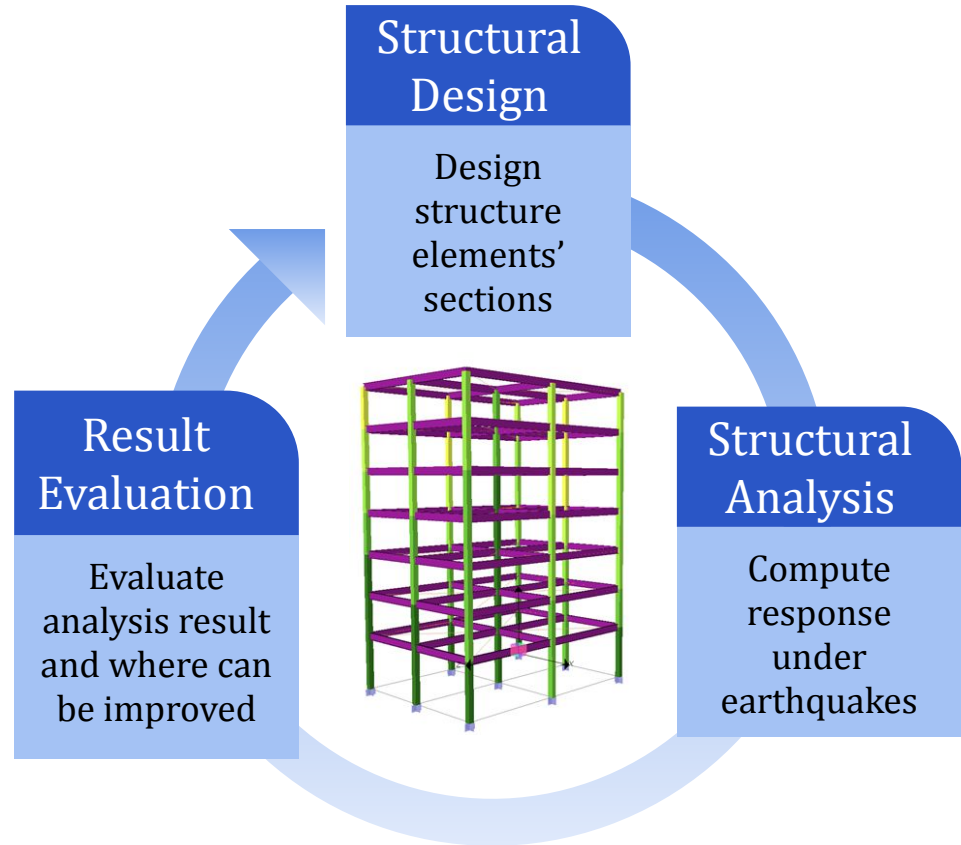 Structural
Design
Design
structure
elements’
sections
Structural
Analysis
Compute
response
under
earthquakes
Result
Evaluation
Evaluate
analysis result
and where can
be improved